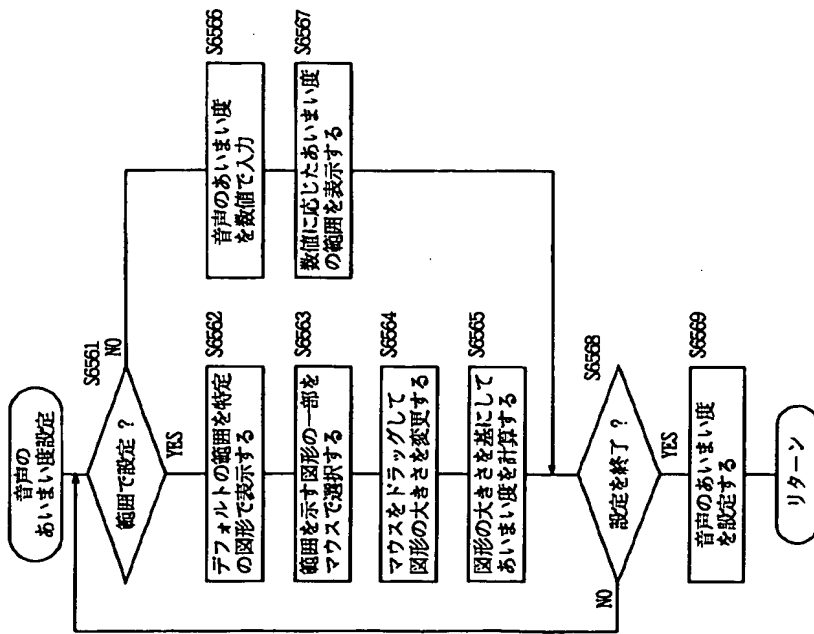 音声の
あいまい度設定
S6561
範囲で設定？
NO
YES
S6562
デフォルトの範囲を特定
の図形で表示する
S6563
範囲を示す図形の一部を
マウスで選択する
S6564
マウスをドラッグして
図形の大きさを変更する
S6565
図形の大きさを基にして
あいまい度を計算する
S6566
音声のあいまい度
を数値で入力
S6567
数値に応じたあいまい度
の範囲を表示する
S6568
設定を終了？
NO
YES
S6569
音声のあいまい度
を設定する
リターン